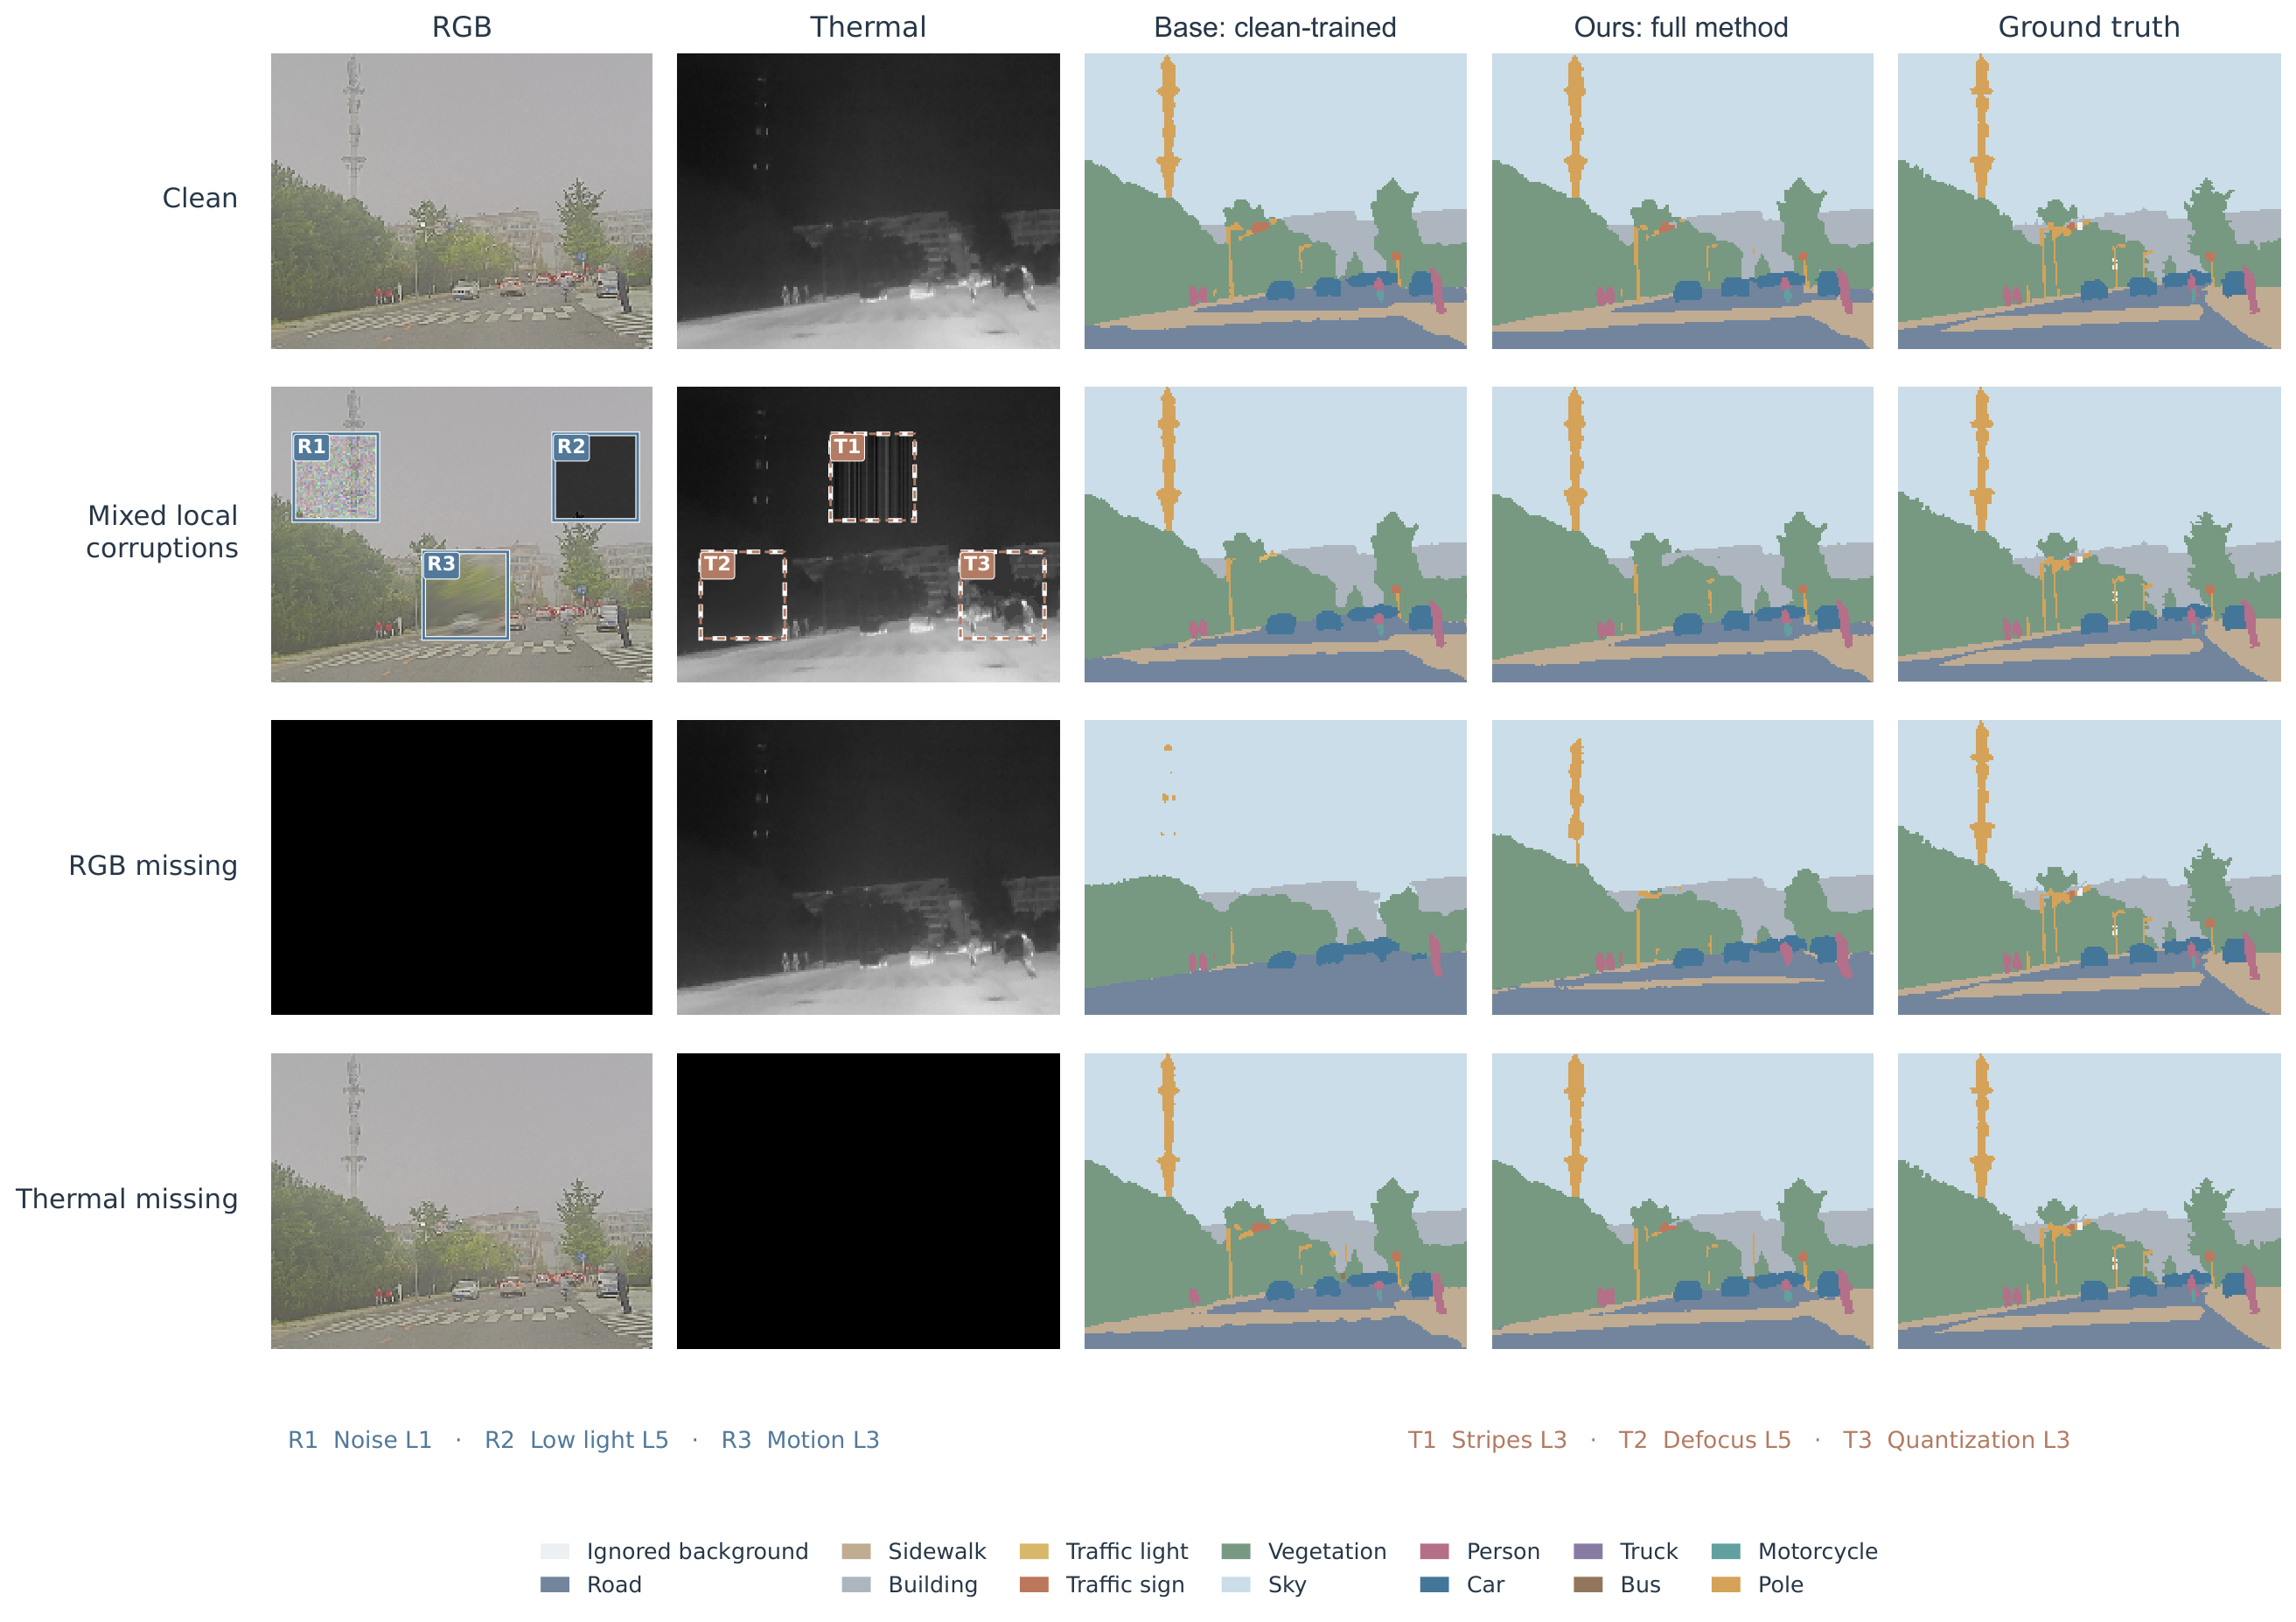 RGB Thermal Base: clean-trained Ours: full method Ground truth
Clean
Mixed local
corruptions
R1 R2 T1
R3 T2 T3
RGB missing
Thermal missing
R1 Noise L1 · R2 Low light L5 · R3 Motion L3 T1 Stripes L3 · T2 Defocus L5 · T3 Quantization L3
Ignored background Sidewalk Traffic light Vegetation Person Truck Motorcycle
Road Building Traffic sign Sky Car Bus Pole